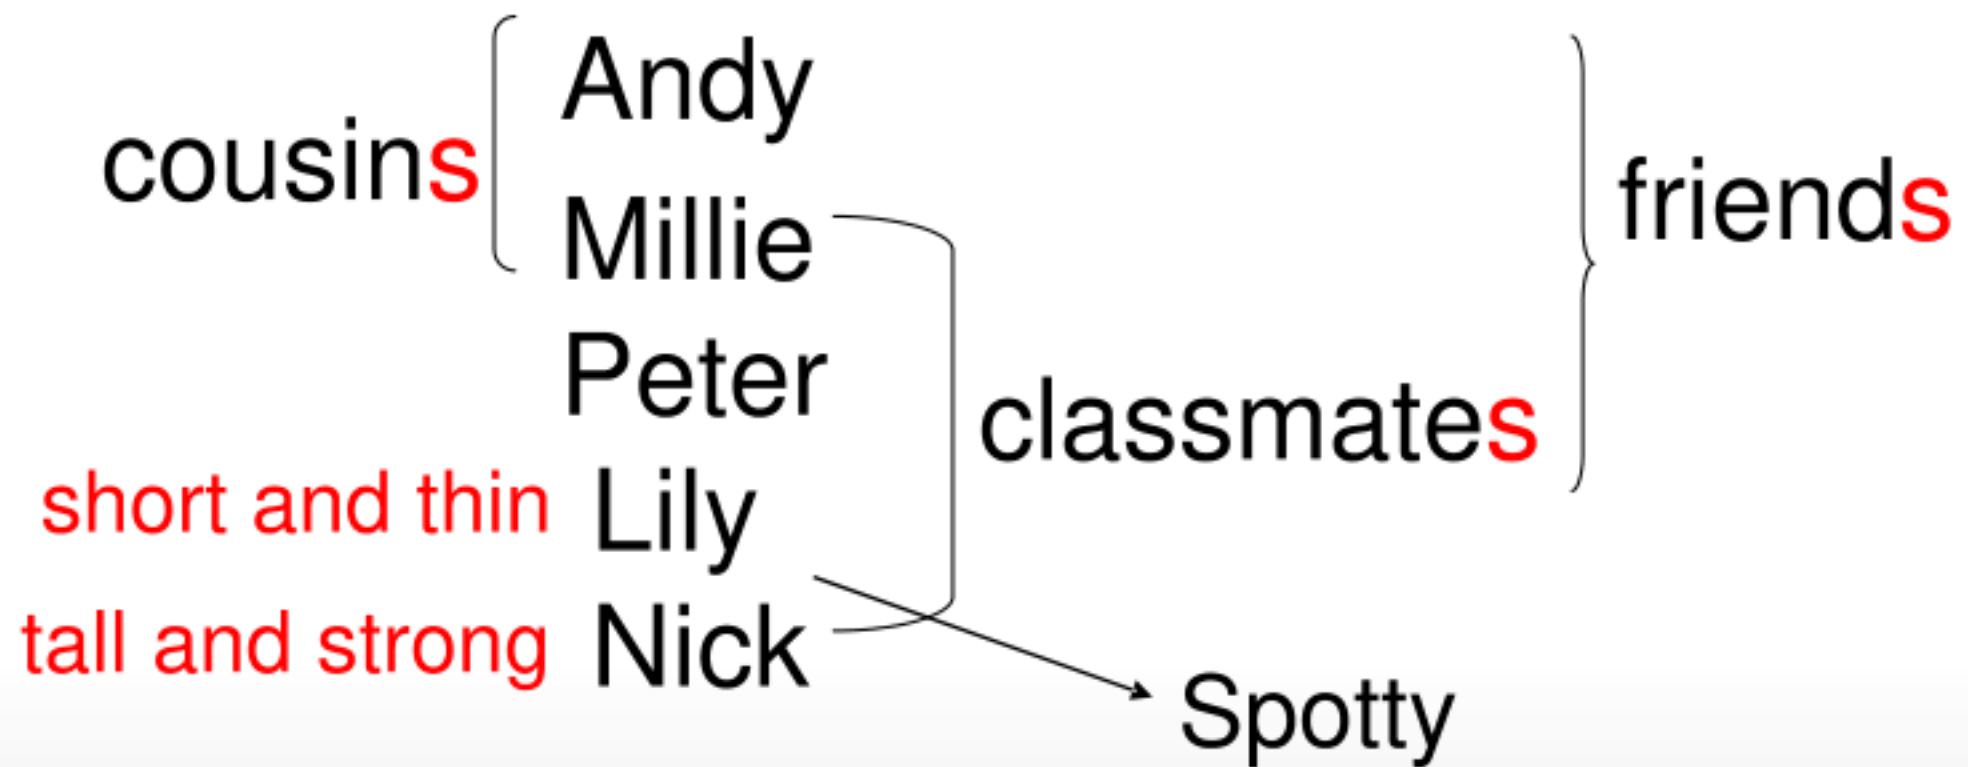 Andy
cousins
Millie
friends
Peter
classmates
short and thin Lily
tall and strong Nick
Spotty